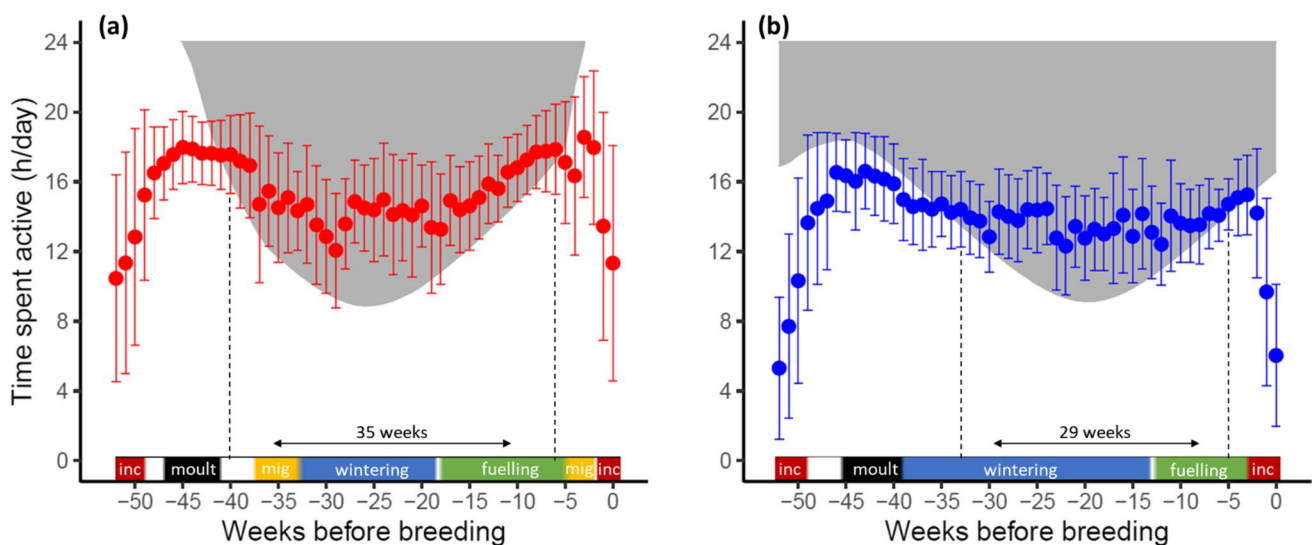 (a)
(b)
Time spent active (h/day)
24
20
16
12
8
4
0
24
20
16
12
8
4
0
35 weeks
29 weeks
inc moult mig wintering fuelling mig inc
inc moult wintering fuelling inc
−50 −45 −40 −35 −30 −25 −20 −15 −10 −5 0
−50 −45 −40 −35 −30 −25 −20 −15 −10 −5 0
Weeks before breeding
Weeks before breeding